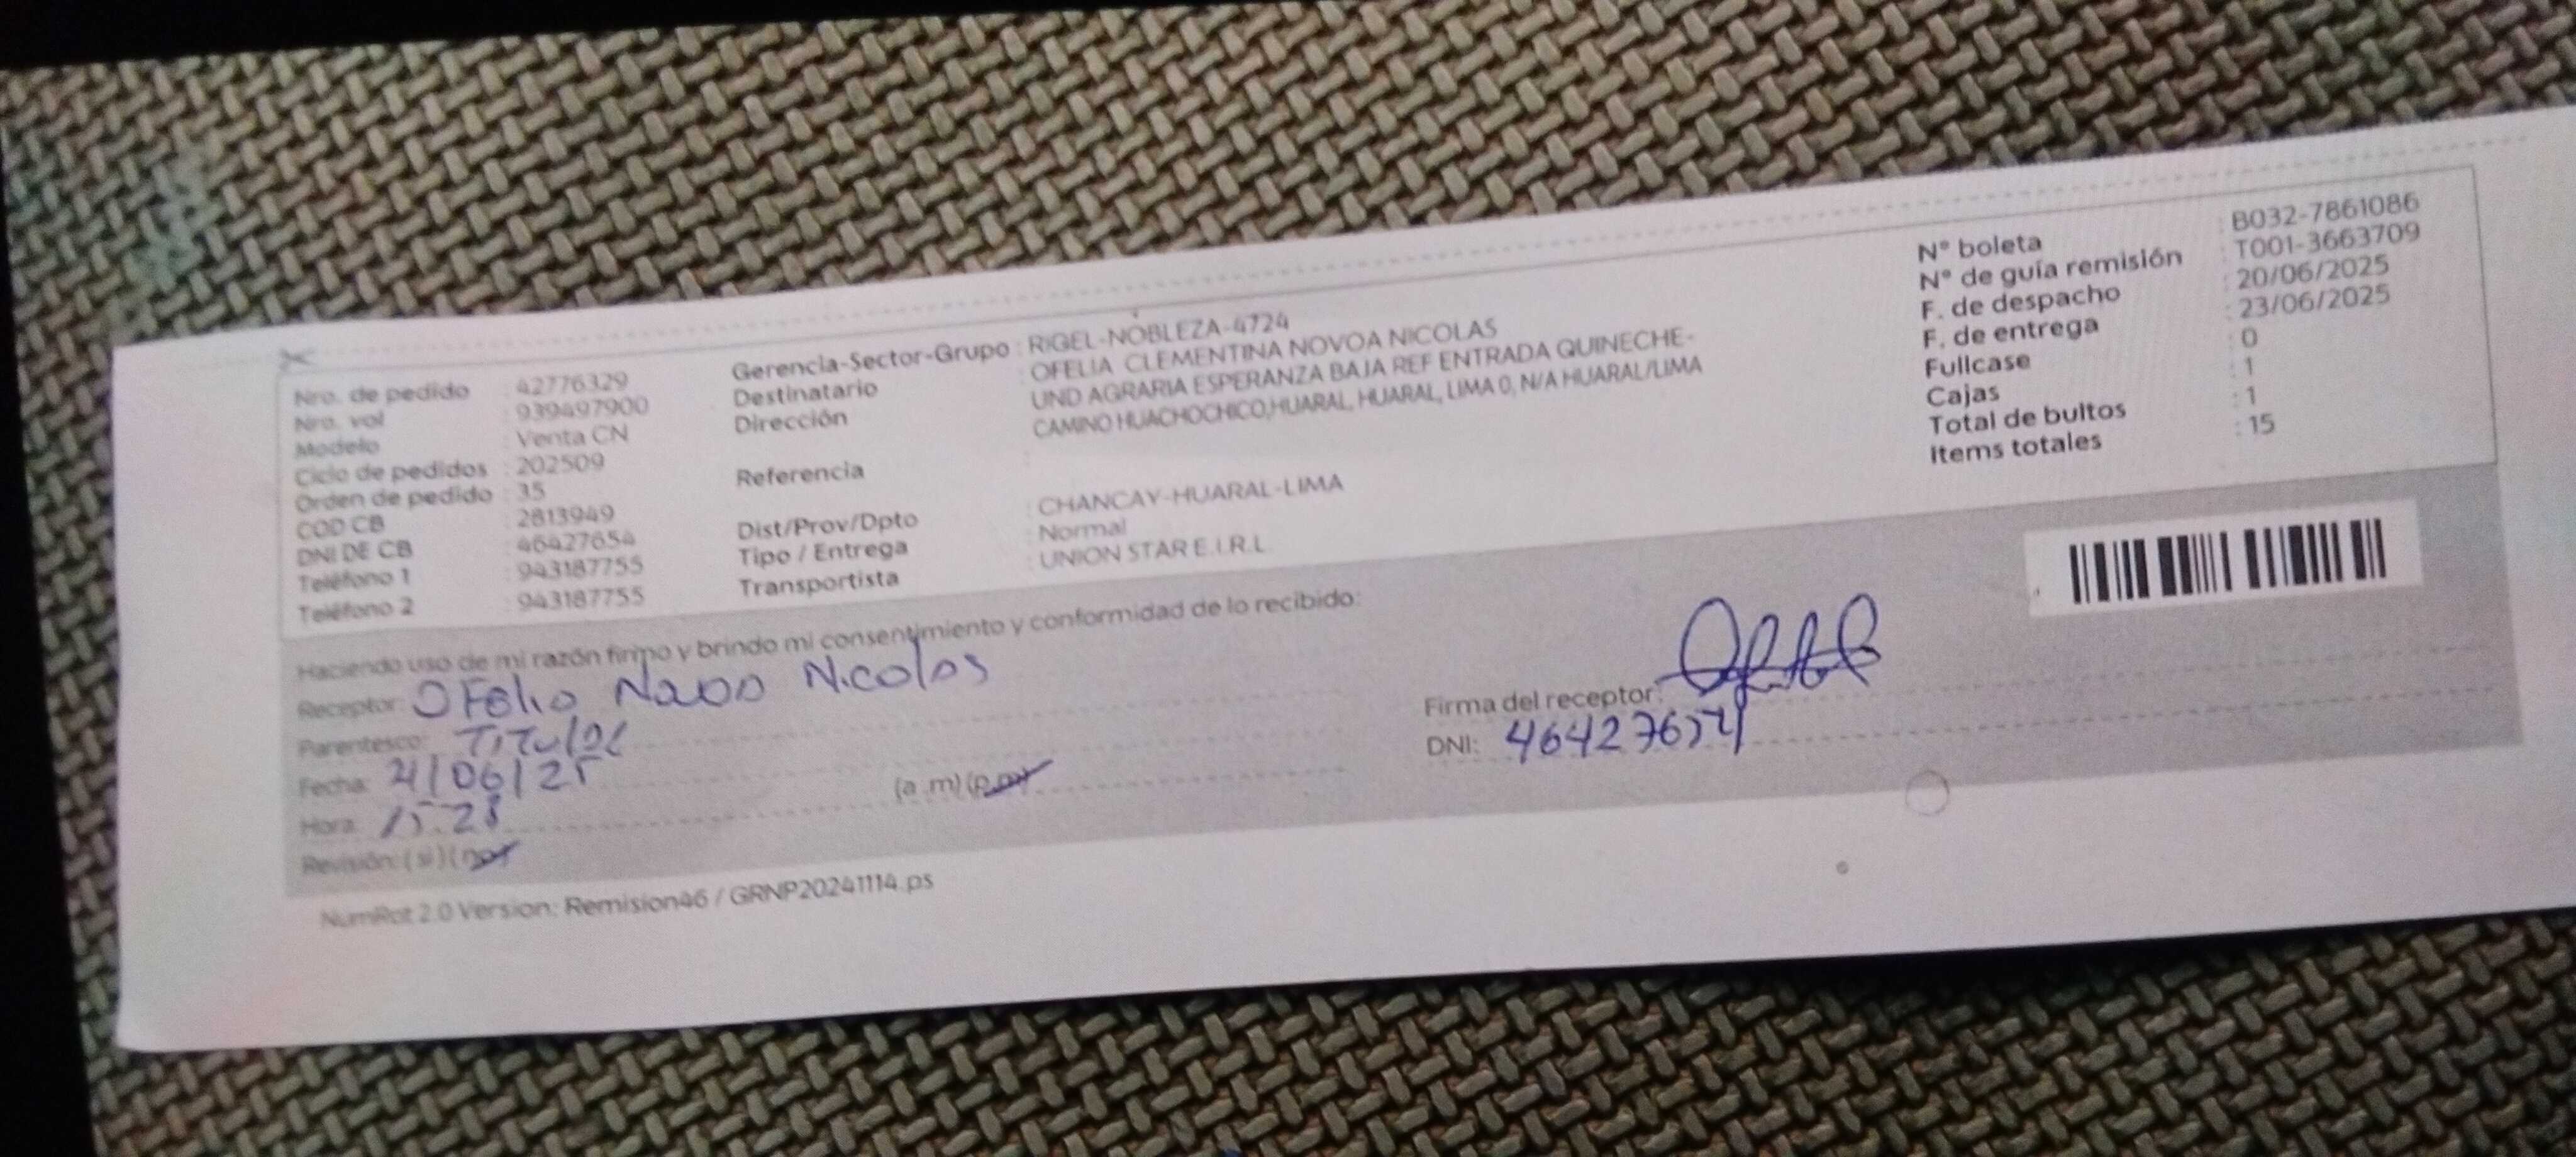 Nro. de pedido : 42776329
Nro. vol : 939497900
Modelo : Venta CN
Ciclo de pedidos : 202509
Orden de pedido : 35
COD CB : 2813949
DNI DE CB : 46427654
Teléfono 1 : 943187755
Teléfono 2 : 943187755
Gerencia-Sector-Grupo : RIGEL-NOBLEZA-4724
Destinatario : OFELIA CLEMENTINA NOVOA NICOLAS
Dirección : UND AGRARIA ESPERANZA BAJA REF ENTRADA QUINECHE-
CAMINO HUACHOCHICO,HUARAL, HUARAL, LIMA 0, N/A HUARAL/LIMA
Referencia :
Dist/Prov/Dpto : CHANCAY-HUARAL-LIMA
Tipo / Entrega : Normal
Transportista : UNION STAR E.I.R.L
N° boleta : B032-7861086
N° de guía remisión : T001-3663709
F. de despacho : 20/06/2025
F. de entrega : 23/06/2025
Fullcase : 0
Cajas : 1
Total de bultos : 1
Items totales : 15
Haciendo uso de mi razón firmo y brindo mi consentimiento y conformidad de lo recibido:
Receptor: Ofelia Novoa Nicolas
Parentesco: Titular
Fecha: 21/06/25
Hora: 15:28 (a.m) (p.m)
Revisión: (si) (no)
Firma del receptor:
DNI: 46427654
NumRot 2.0 Version: Remision46 / GRNP20241114.ps